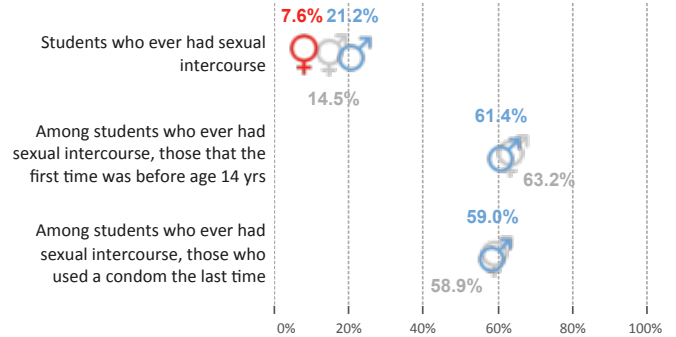 7.6% 21.2%
Students who ever had sexual
intercourse
14.5%
61.4%
Among students who ever had
sexual intercourse, those that the
first time was before age 14 yrs
63.2%
59.0%
Among students who ever had
sexual intercourse, those who
used a condom the last time
58.9%
0% 20% 40% 60% 80% 100%